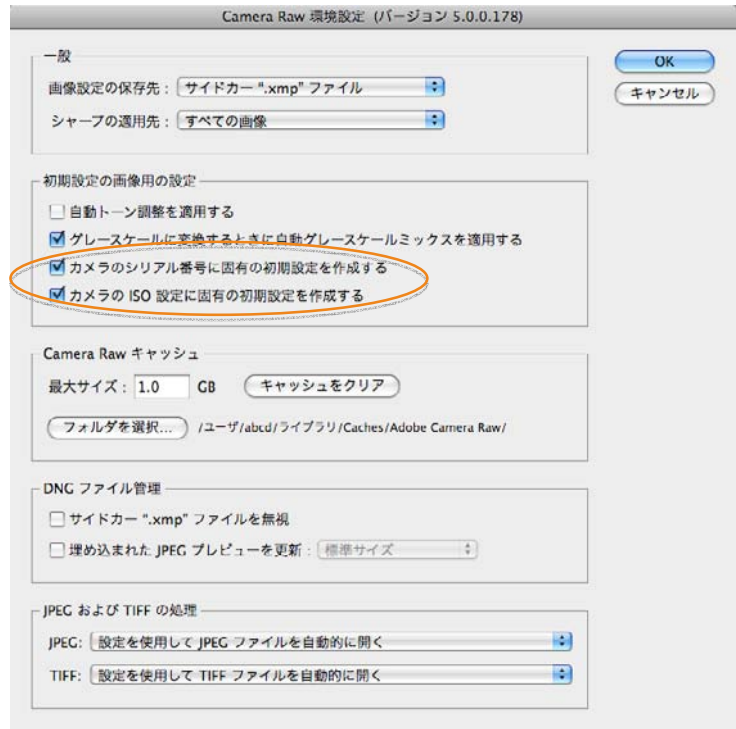 Camera Raw 環境設定 (バージョン 5.0.0.178)
一般
画像設定の保存先： サイドカー ".xmp" ファイル
シャープの適用先： すべての画像
OK
キャンセル
初期設定の画像用の設定
自動トーン調整を適用する
グレースケールに変換するときに自動グレースケールミックスを適用する
カメラのシリアル番号に固有の初期設定を作成する
カメラの ISO 設定に固有の初期設定を作成する
Camera Raw キャッシュ
最大サイズ： 1.0 GB キャッシュをクリア
フォルダを選択... /ユーザ/abcd/ライブラリ/Caches/Adobe Camera Raw/
DNG ファイル管理
サイドカー ".xmp" ファイルを無視
埋め込まれた JPEG プレビューを更新： 標準サイズ
JPEG および TIFF の処理
JPEG: 設定を使用して JPEG ファイルを自動的に開く
TIFF: 設定を使用して TIFF ファイルを自動的に開く